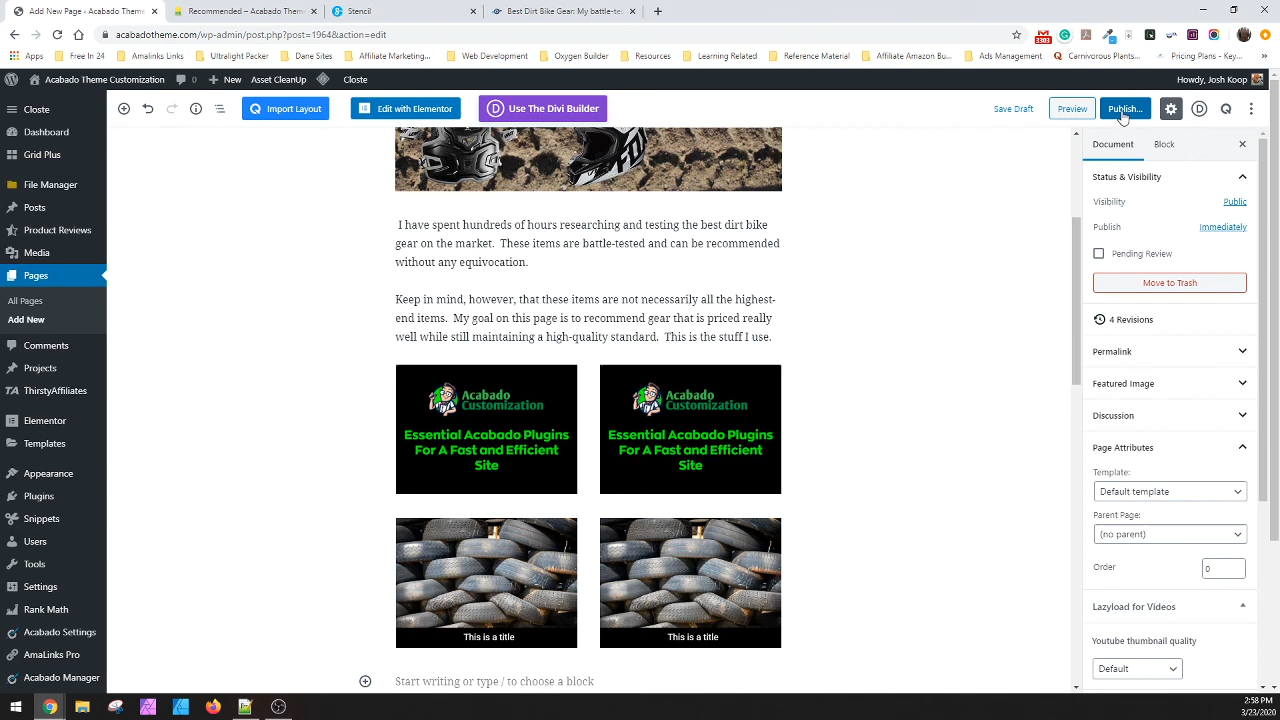 Add New Page ‹ Acabado Theme C
Recommended – Acabado Theme
Stencil
Best Dirt Bike Gear: My battle-test
acabadotheme.com/wp-admin/post.php?post=1964&action=edit
Apps
Free In 24
Amalinks Links
Ultralight Packer
Double Stats
Affiliate Marketing...
Web Development
Oxygen Builder
Resources
Learning Related
Reference Material
Affiliate Amazon Bu...
Ads Management
Carnivorous Plants...
Pricing Plans - Key...
Acabado Theme Customization
0
New
Asset CleanUp
Close
Howdy, Josh Koop
Close
Import Layout
Edit with Elementor
Use The Divi Builder
Save Draft
Preview
Publish...
Dashboard
Grid Plus
File Manager
Posts
Product Reviews
Media
Pages
All Pages
Add New
Comments
Projects
ThirstyAffiliates
Elementor
Templates
Appearance
Plugins
Snippets
Users
Tools
Settings
Rank Math
Acabado Settings
AmaLinks Pro
Acabado Manager
FOX
I have spent hundreds of hours researching and testing the best dirt bike
gear on the market. These items are battle-tested and can be recommended
without any equivocation.
Keep in mind, however, that these items are not necessarily all the highest-
end items. My goal on this page is to recommend gear that is priced really
well while still maintaining a high-quality standard. This is the stuff I use.
Acabado
Customization
Essential Acabado Plugins
For A Fast and Efficient
Site
Acabado
Customization
Essential Acabado Plugins
For A Fast and Efficient
Site
This is a title
This is a title
Start writing or type / to choose a block
Document
Block
Status & Visibility
Visibility
Public
Publish
Immediately
Pending Review
Move to Trash
4 Revisions
Permalink
Featured Image
Discussion
Page Attributes
Template:
Default template
Parent Page:
(no parent)
Order
0
Lazyload for Videos
Youtube thumbnail quality
Default
2:58 PM
3/23/2020